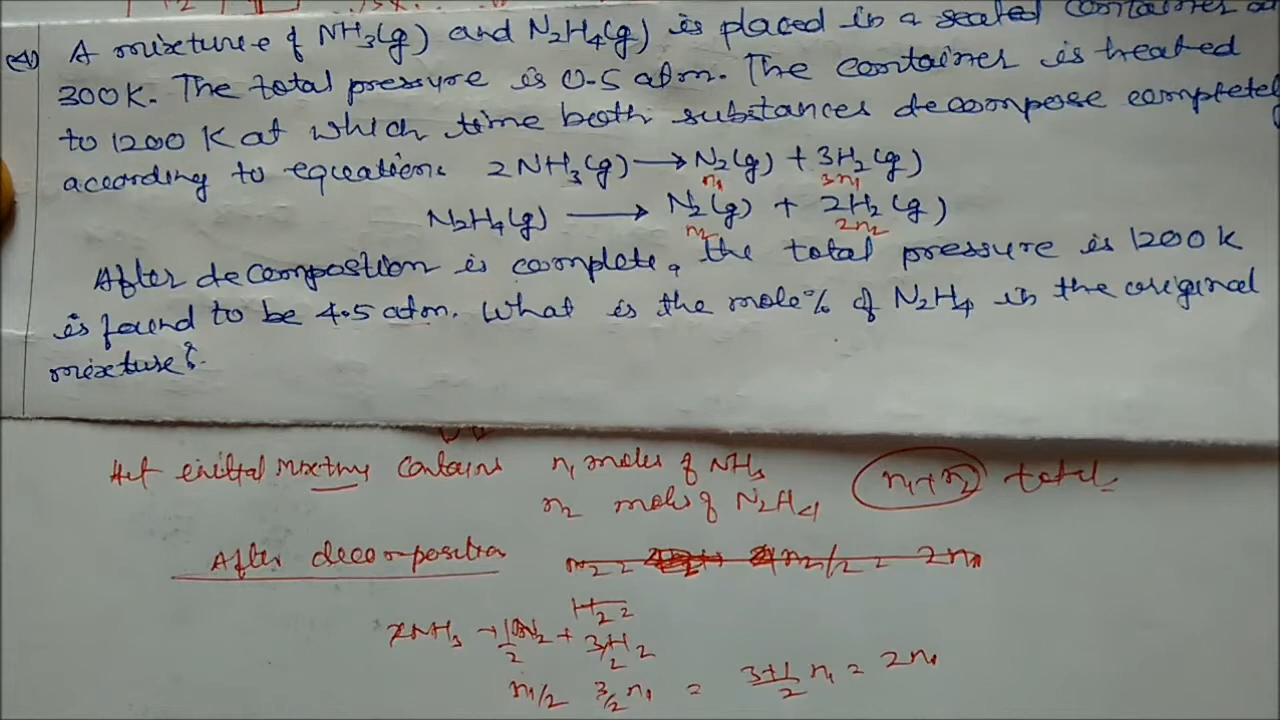 A mixture of NH3(g) and N2H4(g) is placed in a sealed container at
300K. The total pressure is 0.5 atm. The container is heated
to 1200 K at which time both substances decompose completely
according to equation. 2NH3(g) → N2(g) + 3H2(g)
n1 3n1
N2H4(g) → N2(g) + 2H2(g)
n2 2n2
After decomposition is complete, the total pressure is 1200 K
is found to be 4.5 atm. What is the mole% of N2H4 in the original
mixture?
initial mixture contains n1 moles of NH3 n1+n2 total
n2 moles of N2H4
After decomposition
H2 =
NH3 → 1/2 N2 + 3/2 H2
n1/2 3/2 n1 = 3+1/2 n1 = 2n1